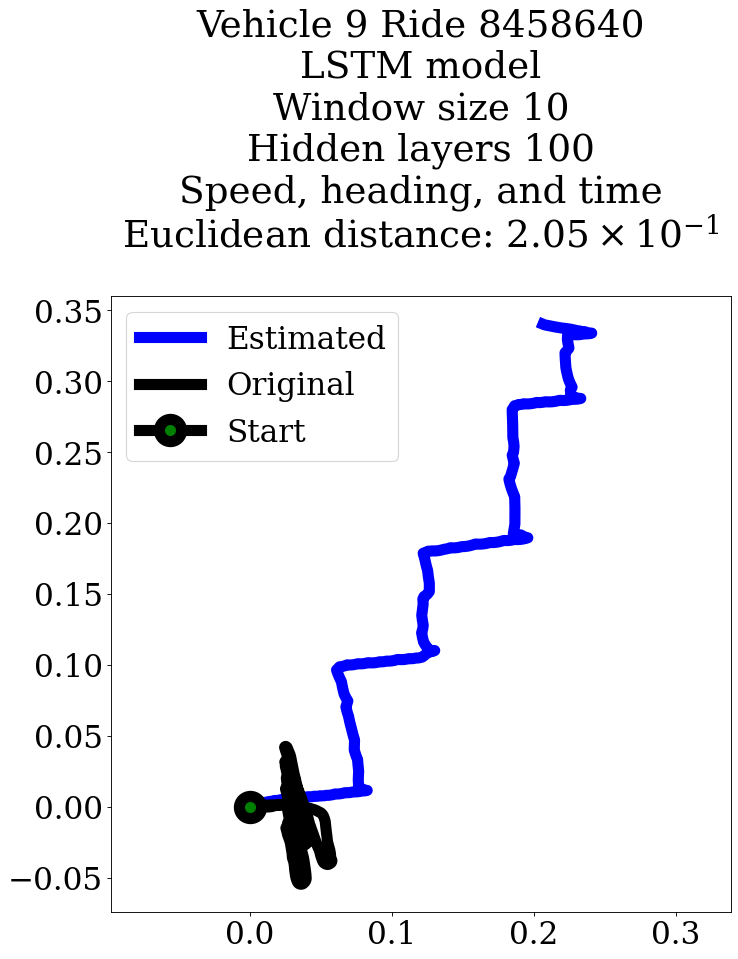 Vehicle 9 Ride 8458640
LSTM model
Window size 10
Hidden layers 100
Speed, heading, and time
Euclidean distance: 2.05 × 10⁻¹
Estimated
Original
Start
0.35
0.30
0.25
0.20
0.15
0.10
0.05
0.00
−0.05
0.0 0.1 0.2 0.3